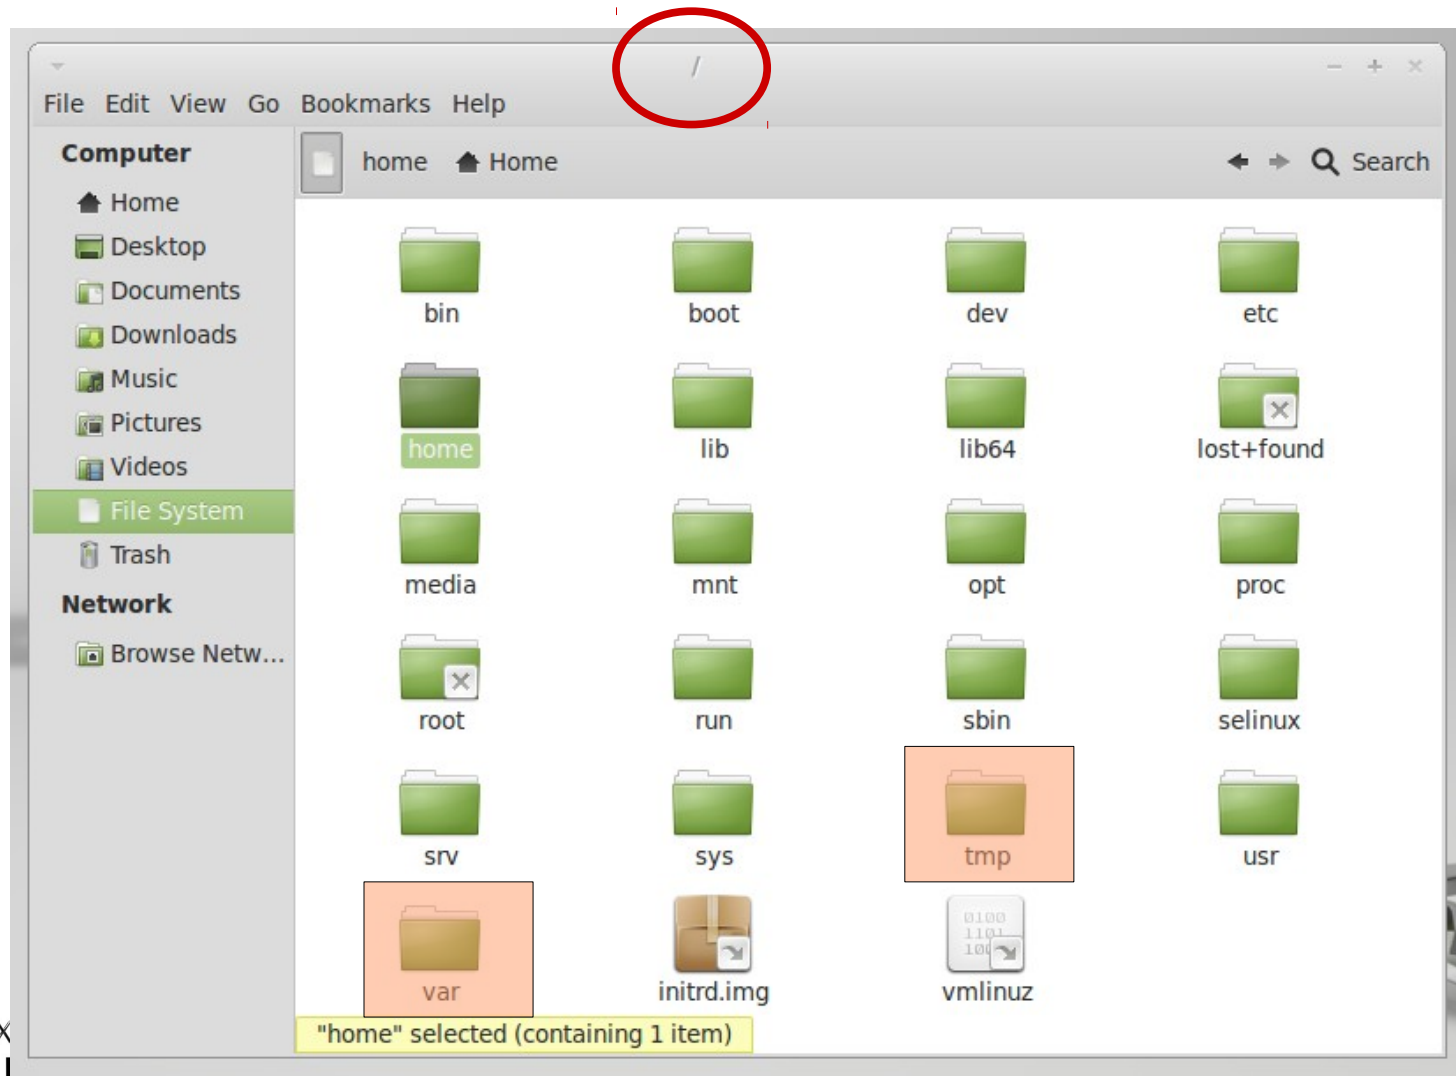 /
File Edit View Go Bookmarks Help
Computer
Home
Desktop
Documents
Downloads
Music
Pictures
Videos
File System
Trash
Network
Browse Netw...
home Home Search
bin boot dev etc
home lib lib64 lost+found
media mnt opt proc
root run sbin selinux
srv sys tmp usr
var initrd.img vmlinuz
0100
1101
"home" selected (containing 1 item)